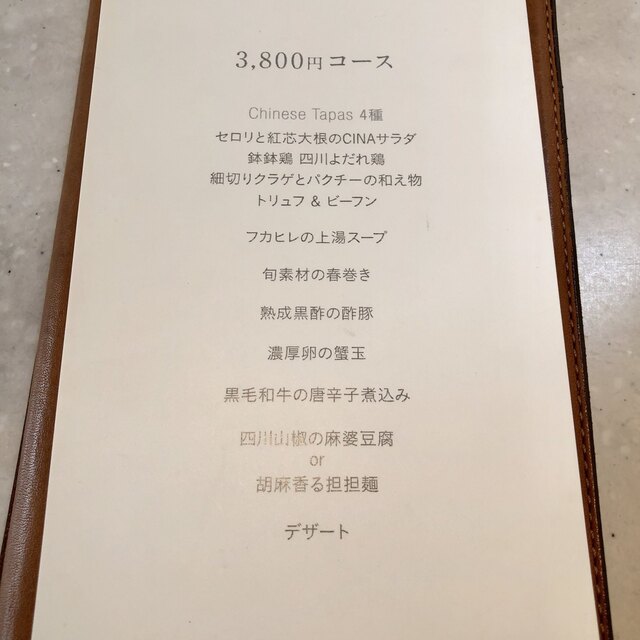 3,800円コース
Chinese Tapas 4種
セロリと紅芯大根のCINAサラダ
鉢鉢鶏 四川よだれ鶏
細切りクラゲとパクチーの和え物
トリュフ & ビーフン
フカヒレの上湯スープ
旬素材の春巻き
熟成黒酢の酢豚
濃厚卵の蟹玉
黒毛和牛の唐辛子煮込み
四川山椒の麻婆豆腐
or
胡麻香る担担麺
デザート